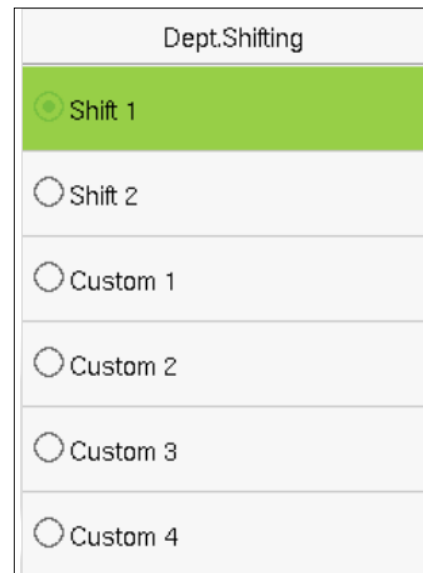 Dept.Shifting
Shift 1
Shift 2
Custom 1
Custom 2
Custom 3
Custom 4